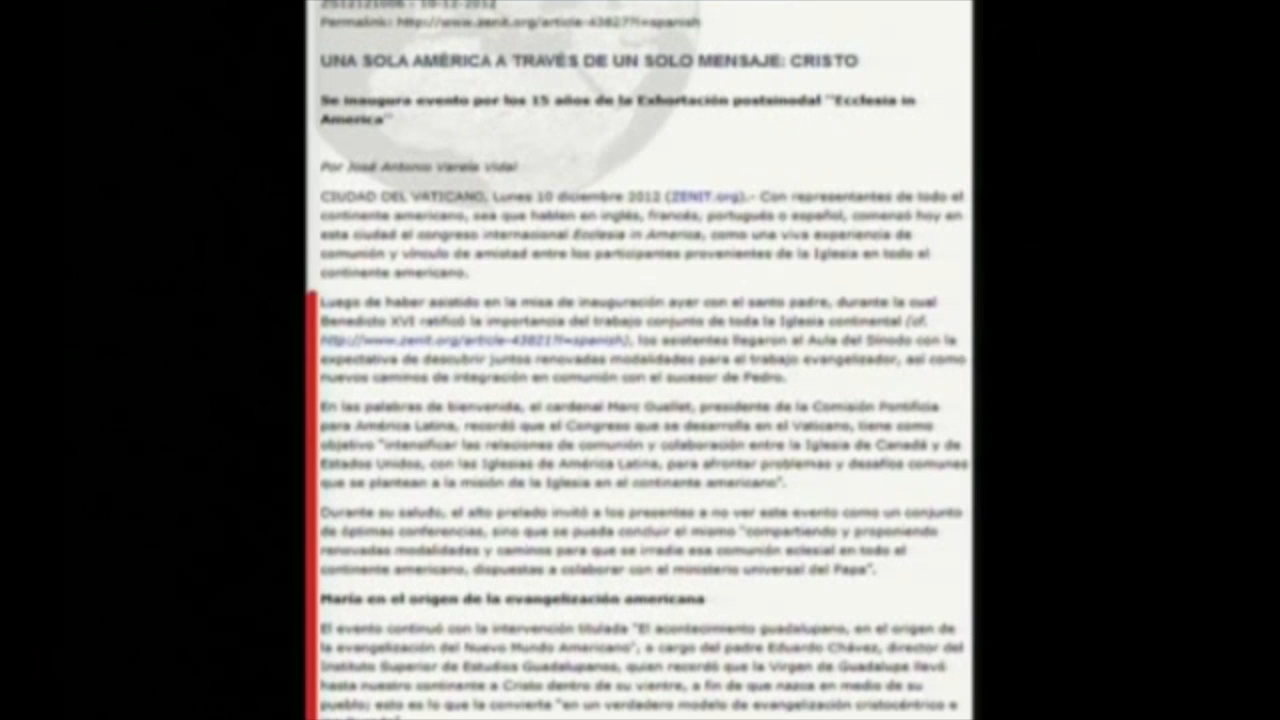 ZS12121006 - 10-12-2012
Permalink: http://www.zenit.org/article-43827?l=spanish
UNA SOLA AMÉRICA A TRAVÉS DE UN SOLO MENSAJE: CRISTO
Se inaugura evento por los 15 años de la Exhortación postsinodal "Ecclesia in
America"
Por José Antonio Varela Vidal
CIUDAD DEL VATICANO, Lunes 10 diciembre 2012 (ZENIT.org).- Con representantes de todo el
continente americano, sea que hablen en inglés, francés, portugués o español, comenzó hoy en
esta ciudad el congreso internacional Ecclesia in America, como una viva experiencia de
comunión y vínculo de amistad entre los participantes provenientes de la Iglesia en todo el
continente americano.
Luego de haber asistido en la misa de inauguración ayer con el santo padre, durante la cual
Benedicto XVI ratificó la importancia del trabajo conjunto de toda la Iglesia continental (cf.
http://www.zenit.org/article-43821?l=spanish), los asistentes llegaron el Aula del Sínodo con la
expectativa de descubrir juntos renovadas modalidades para el trabajo evangelizador, así como
nuevos caminos de integración en comunión con el sucesor de Pedro.
En las palabras de bienvenida, el cardenal Marc Ouellet, presidente de la Comisión Pontificia
para América Latina, recordó que el Congreso que se desarrolla en el Vaticano, tiene como
objetivo "intensificar las relaciones de comunión y colaboración entre la Iglesia de Canadá y de
Estados Unidos, con las Iglesias de América Latina, para afrontar problemas y desafíos comunes
que se plantean a la misión de la Iglesia en el continente americano".
Durante su saludo, el alto prelado invitó a los presentes a no ver este evento como un conjunto
de óptimas conferencias, sino que se pueda concluir el mismo "compartiendo y proponiendo
renovadas modalidades y caminos para que se irradie esa comunión eclesial en todo el
continente americano, dispuestas a colaborar con el ministerio universal del Papa".
María en el origen de la evangelización americana
El evento continuó con la intervención titulada "El acontecimiento guadalupano, en el origen de
la evangelización del Nuevo Mundo Americano", a cargo del padre Eduardo Chávez, director del
Instituto Superior de Estudios Guadalupanos, quien recordó que la Virgen de Guadalupe llevó
hasta nuestro continente a Cristo dentro de su vientre, a fin de que nazca en medio de su
pueblo; esto es lo que la convierte "en un verdadero modelo de evangelización cristocéntrico e